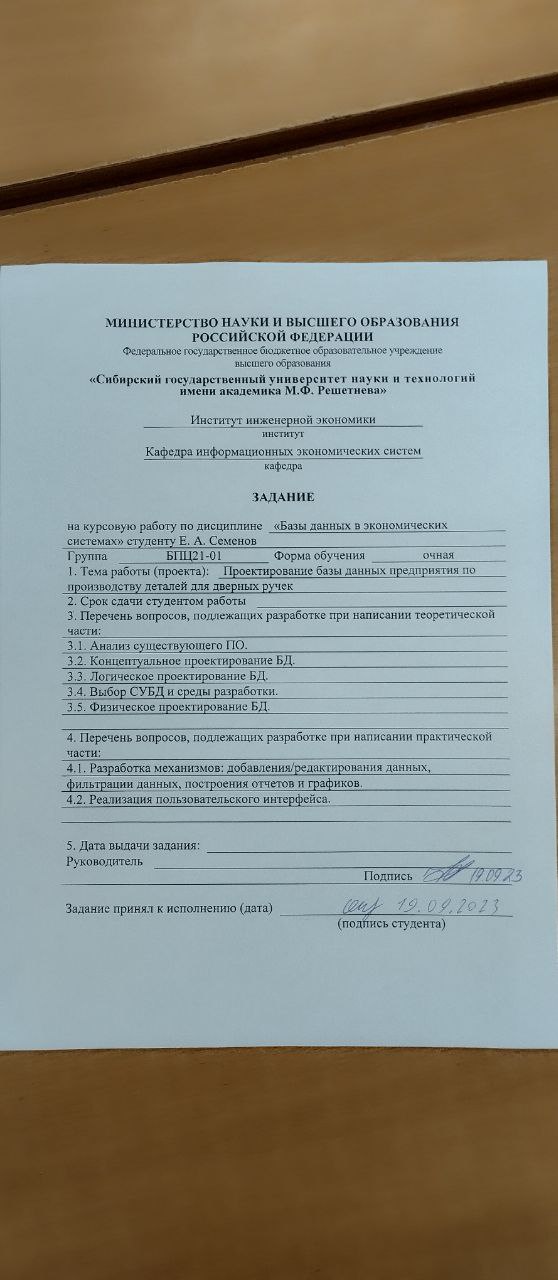 МИНИСТЕРСТВО НАУКИ И ВЫСШЕГО ОБРАЗОВАНИЯ
РОССИЙСКОЙ ФЕДЕРАЦИИ
Федеральное государственное бюджетное образовательное учреждение
высшего образования
«Сибирский государственный университет науки и технологий
имени академика М.Ф. Решетнева»
Институт инженерной экономики
институт
Кафедра информационных экономических систем
кафедра
ЗАДАНИЕ
на курсовую работу по дисциплине «Базы данных в экономических
системах» студенту Е. А. Семенов
Группа БПЦ21-01 Форма обучения очная
1. Тема работы (проекта): Проектирование базы данных предприятия по
производству деталей для дверных ручек
2. Срок сдачи студентом работы
3. Перечень вопросов, подлежащих разработке при написании теоретической
части:
3.1. Анализ существующего ПО.
3.2. Концептуальное проектирование БД.
3.3. Логическое проектирование БД.
3.4. Выбор СУБД и среды разработки.
3.5. Физическое проектирование БД.
4. Перечень вопросов, подлежащих разработке при написании практической
части:
4.1. Разработка механизмов: добавления/редактирования данных,
фильтрации данных, построения отчетов и графиков.
4.2. Реализация пользовательского интерфейса.
5. Дата выдачи задания:
Руководитель
Подпись 19.09.23
Задание принял к исполнению (дата) 19.09.2023
(подпись студента)